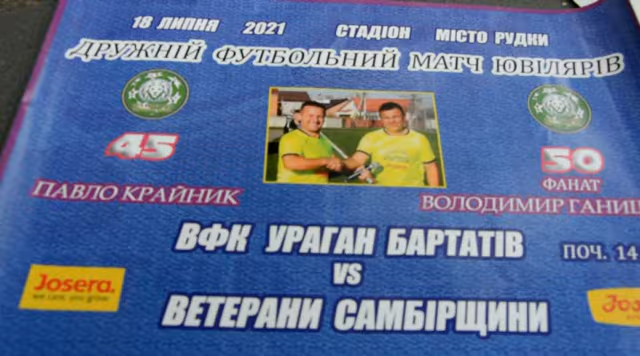 18 ЛИПНЯ 2021 СТАДІОН МІСТО РУДКИ
ДРУЖНІЙ ФУТБОЛЬНИЙ МАТЧ ЮВІЛЯРІВ
45
50
ФАНАТ
ПАВЛО КРАЙНИК
ВОЛОДИМИР
ВФК УРАГАН БАРТАТІВ
ПОЧ. 14
VS
Josera.
we care. you grow.
ВЕТЕРАНИ САМБІРЩИНИ